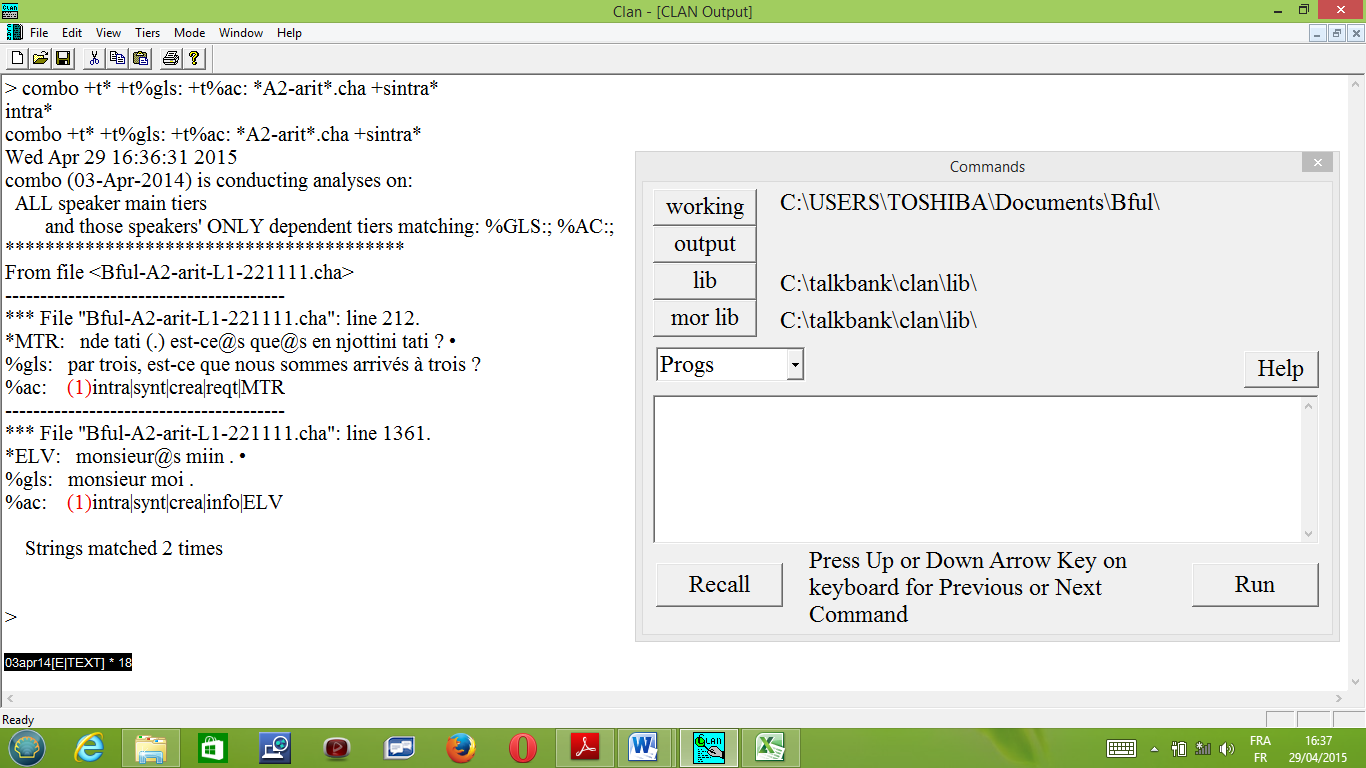 Clan - [CLAN Output]
File Edit View Tiers Mode Window Help
> combo +t* +t%gls: +t%ac: *A2-arit*.cha +sintra*
intra*
combo +t* +t%gls: +t%ac: *A2-arit*.cha +sintra*
Wed Apr 29 16:36:31 2015
combo (03-Apr-2014) is conducting analyses on:
ALL speaker main tiers
and those speakers' ONLY dependent tiers matching: %GLS:; %AC:;
****************************************
From file <Bful-A2-arit-L1-221111.cha>
----------------------------------------
*** File "Bful-A2-arit-L1-221111.cha": line 212.
*MTR: nde tati (.) est-ce@s que@s en njottini tati ? •
%gls: par trois, est-ce que nous sommes arrivés à trois ?
%ac: (1)intra|synt|crea|reqt|MTR
----------------------------------------
*** File "Bful-A2-arit-L1-221111.cha": line 1361.
*ELV: monsieur@s miin . •
%gls: monsieur moi .
%ac: (1)intra|synt|crea|info|ELV
Strings matched 2 times
>
03apr14[E|TEXT] * 18
Commands
working C:\USERS\TOSHIBA\Documents\Bful\
output
lib C:\talkbank\clan\lib\
mor lib C:\talkbank\clan\lib\
Progs
Help
Recall
Press Up or Down Arrow Key on
keyboard for Previous or Next
Command
Run
Ready
FRA
FR
16:37
29/04/2015